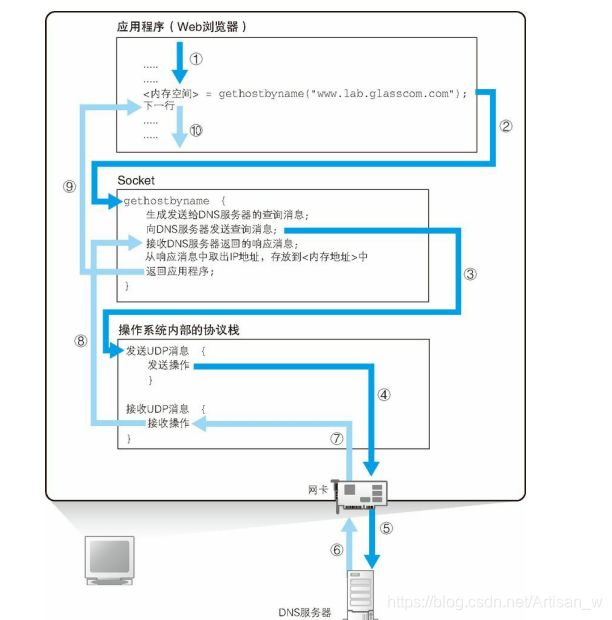 应用程序（Web浏览器）
①
.....
.....
<内存空间> = gethostbyname("www.lab.glasscom.com");
下一行
②
.....
⑩
.....
⑨
Socket
gethostbyname {
生成发送给DNS服务器的查询消息;
向DNS服务器发送查询消息;
接收DNS服务器返回的响应消息;
从响应消息中取出IP地址，存放到<内存地址>中
返回应用程序;
}
③
⑧
操作系统内部的协议栈
发送UDP消息 {
发送操作
}
④
接收UDP消息 {
接收操作
}
⑦
网卡
⑤
⑥
DNS服务器
https://blog.csdn.net/Artisan_w